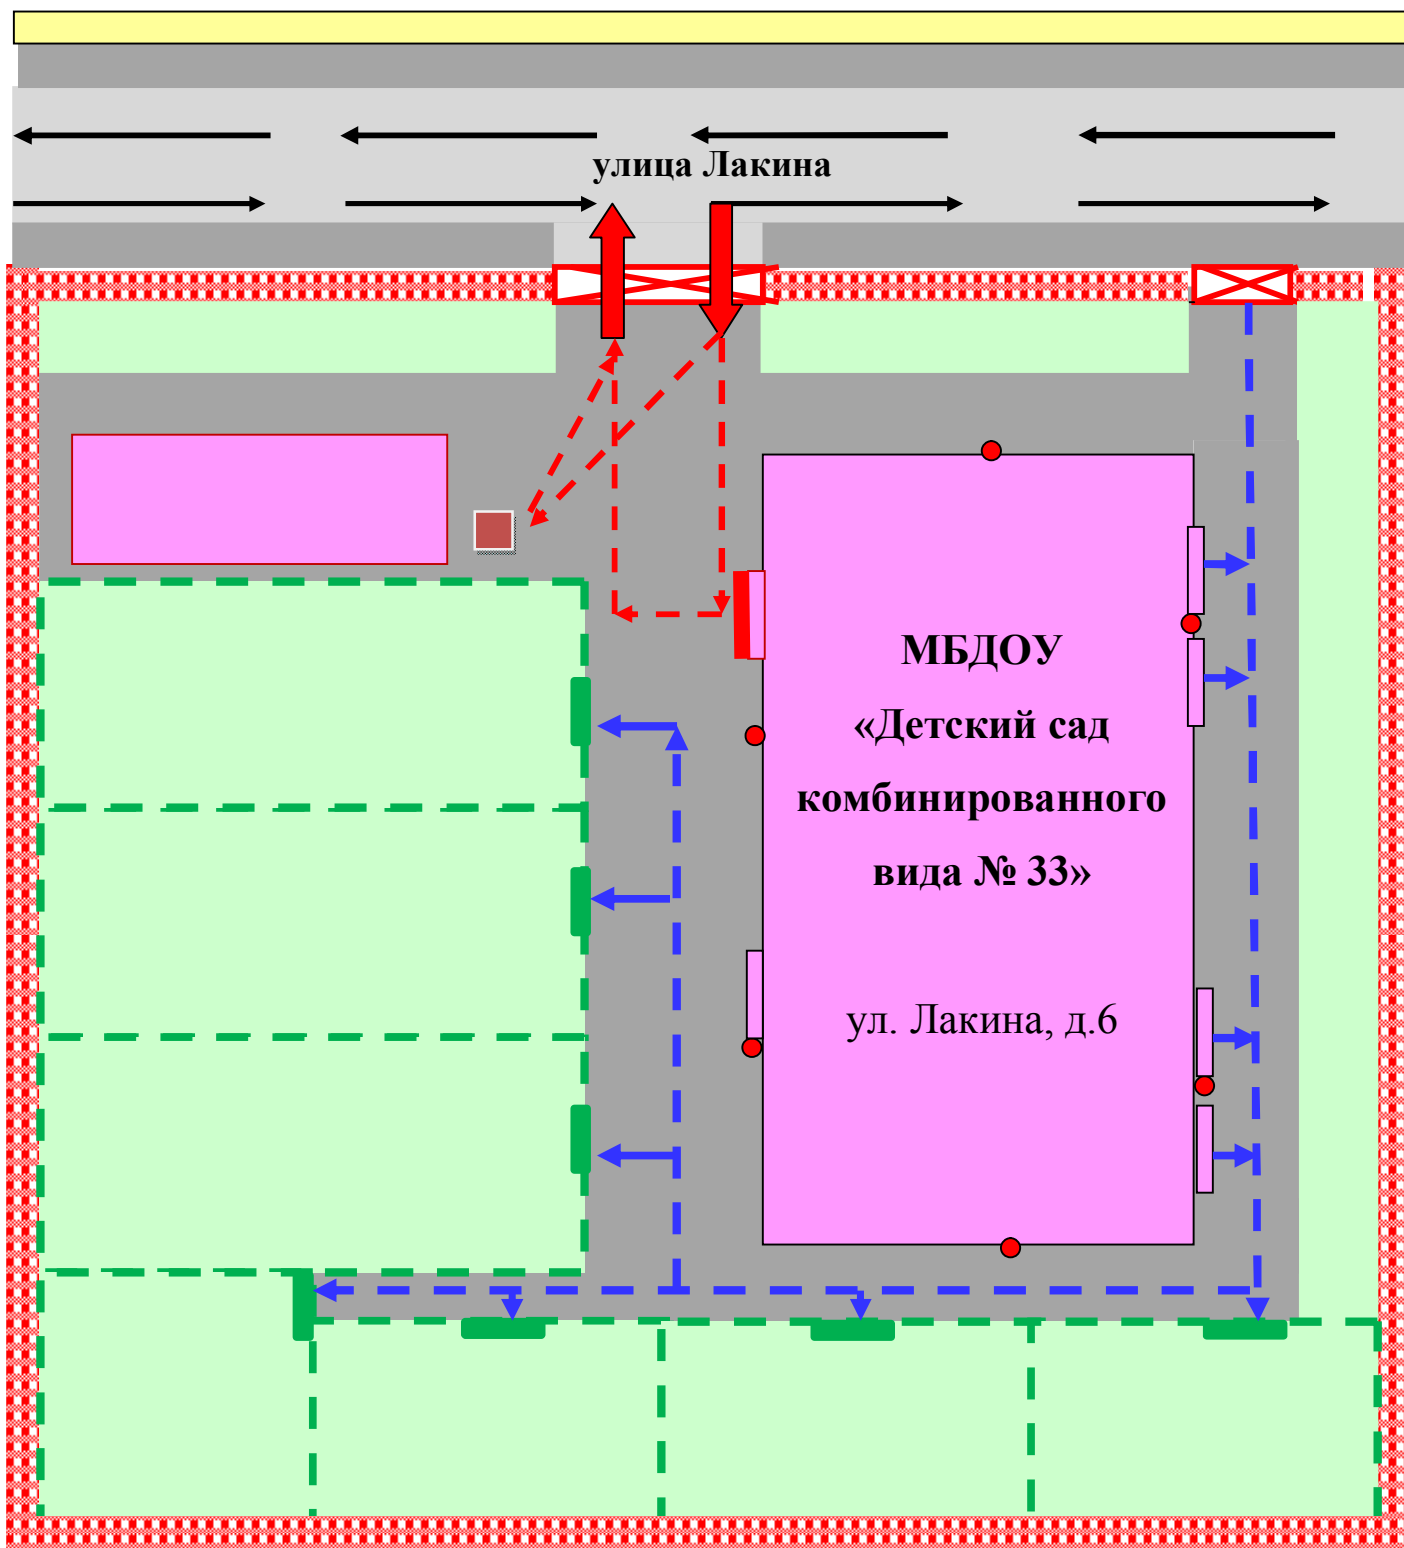 улица Лакина
МБДОУ
«Детский сад
комбинированного
вида № 33»
ул. Лакина, д.6